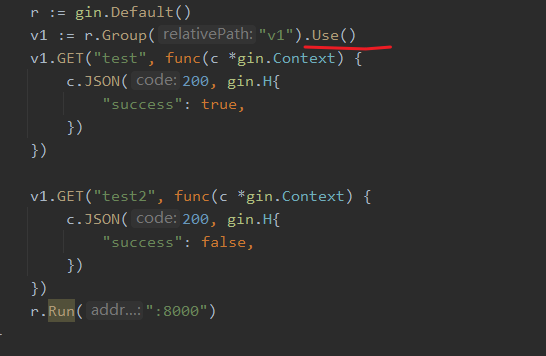 r := gin.Default()
v1 := r.Group( relativePath: "v1").Use()
v1.GET("test", func(c *gin.Context) {
c.JSON( code: 200, gin.H{
"success": true,
})
})
v1.GET("test2", func(c *gin.Context) {
c.JSON( code: 200, gin.H{
"success": false,
})
})
r.Run( addr...: ":8000")